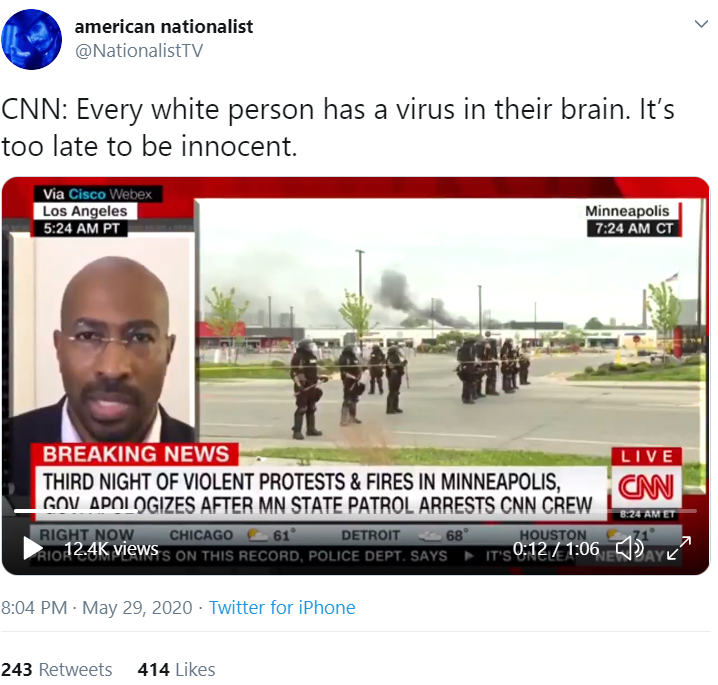 american nationalist
@NationalistTV
CNN: Every white person has a virus in their brain. It's
too late to be innocent.
Via Cisco Webex
Los Angeles
5:24 AM PT
Minneapolis
7:24 AM CT
BREAKING NEWS
THIRD NIGHT OF VIOLENT PROTESTS & FIRES IN MINNEAPOLIS,
GOV. APOLOGIZES AFTER MN STATE PATROL ARRESTS CNN CREW
LIVE
CNN
8:24 AM ET
RIGHT NOW CHICAGO 61° DETROIT 68° HOUSTON 71°
COMPLAINTS ON THIS RECORD, POLICE DEPT. SAYS IT'S NEW DAY
12.4K views 0:12 / 1:06
8:04 PM · May 29, 2020 · Twitter for iPhone
243 Retweets 414 Likes